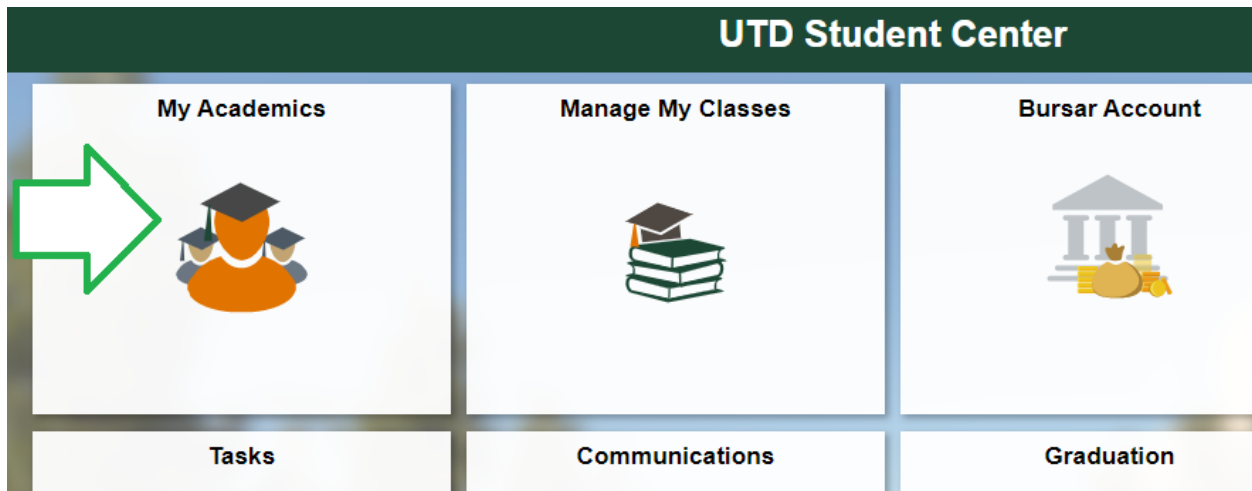 UTD Student Center
My Academics
Manage My Classes
Bursar Account
Tasks
Communications
Graduation